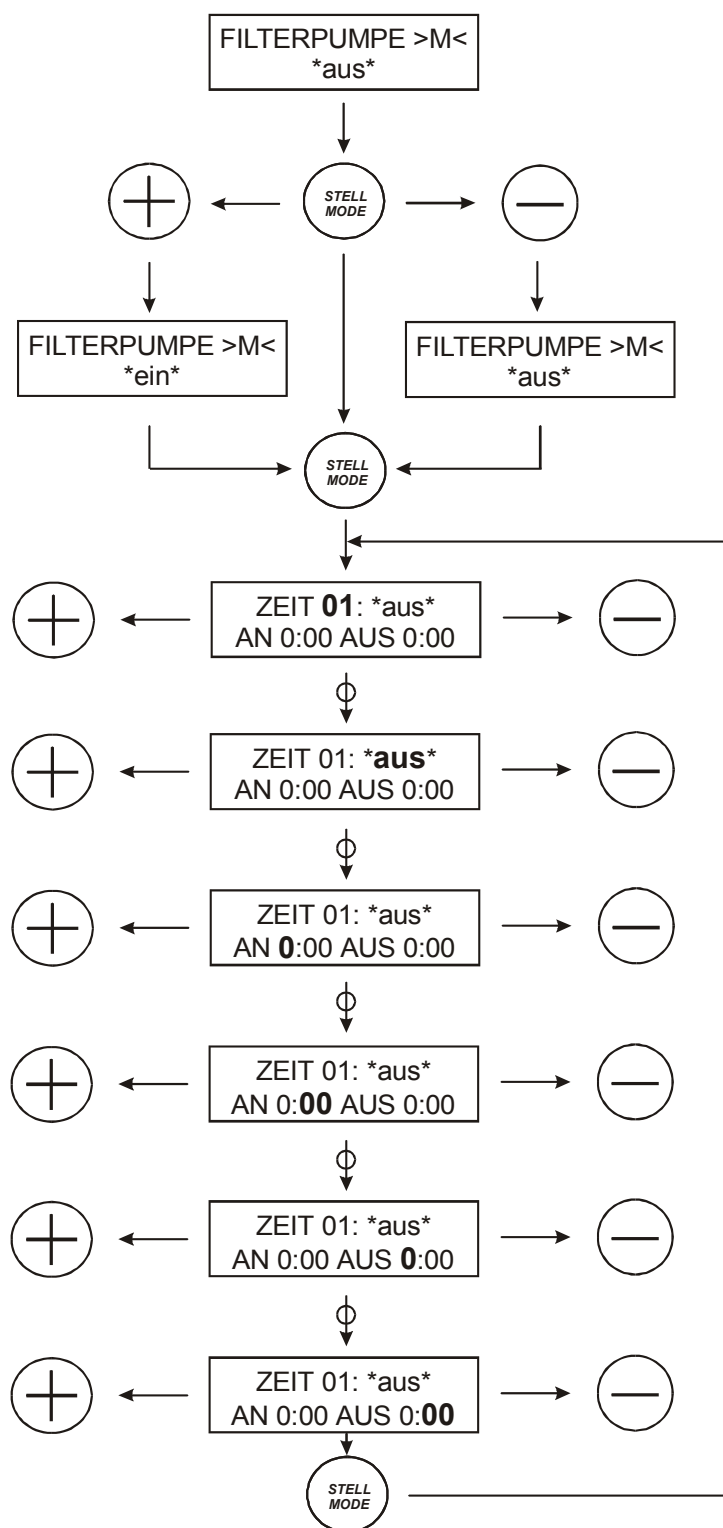 FILTERPUMPE >M<
*aus*
STELL
MODE
FILTERPUMPE >M<
*ein*
FILTERPUMPE >M<
*aus*
STELL
MODE
ZEIT 01: *aus*
AN 0:00 AUS 0:00
ZEIT 01: *aus*
AN 0:00 AUS 0:00
ZEIT 01: *aus*
AN 0:00 AUS 0:00
ZEIT 01: *aus*
AN 0:00 AUS 0:00
ZEIT 01: *aus*
AN 0:00 AUS 0:00
ZEIT 01: *aus*
AN 0:00 AUS 0:00
STELL
MODE